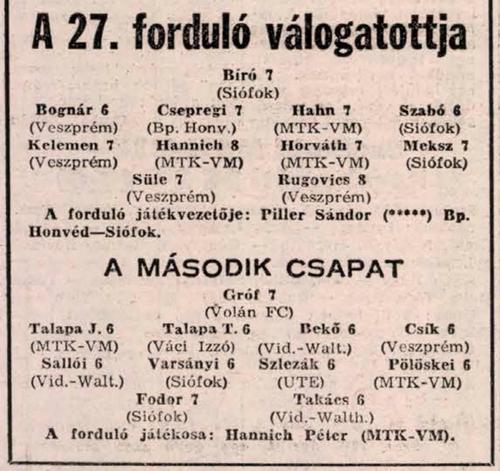 A 27. forduló válogatottja
Bíró 7
(Siófok)
Bognár 6 Csepregi 7 Hahn 7 Szabó 6
(Veszprém) (Bp. Honv.) (MTK-VM) (Siófok)
Kelemen 7 Hannich 8 Horváth 7 Meksz 7
(Veszprém) (MTK-VM) (MTK-VM) (Siófok)
Süle 7 Rugovics 8
(Veszprém) (Veszprém)
A forduló játékvezetője: Piller Sándor (*****) Bp.
Honvéd—Siófok.
A MÁSODIK CSAPAT
Gróf 7
(Volán FC)
Talapa J. 6 Talapa T. 6 Bekő 6 Csík 6
(MTK-VM) (Váci Izzó) (Vid.-Walt.) (Veszprém)
Sallói 6 Varsányi 6 Szlezák 6 Pölöskei 6
(Vid.-Walt.) (Siófok) (UTE) (MTK-VM)
Fodor 7 Takács 6
(Siófok) (Vid.-Walth.)
A forduló játékosa: Hannich Péter (MTK-VM).